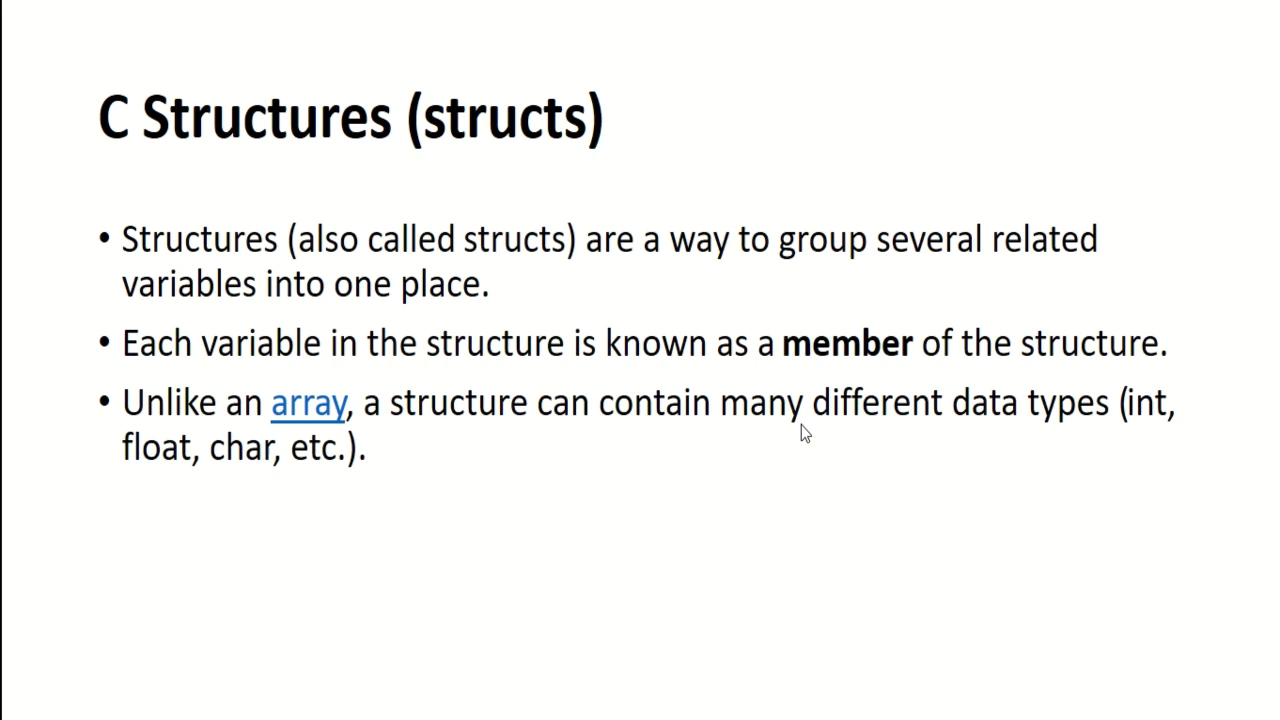 C Structures (structs)
• Structures (also called structs) are a way to group several related
variables into one place.
• Each variable in the structure is known as a member of the structure.
• Unlike an array, a structure can contain many different data types (int,
float, char, etc.).